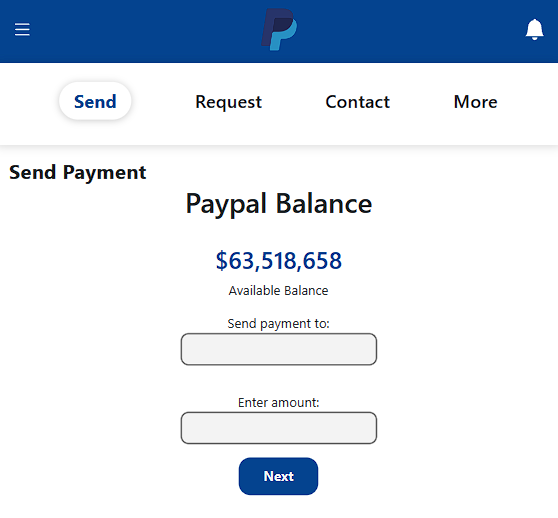 Send Request Contact More
Send Payment
Paypal Balance
$63,518,658
Available Balance
Send payment to:
Enter amount:
Next